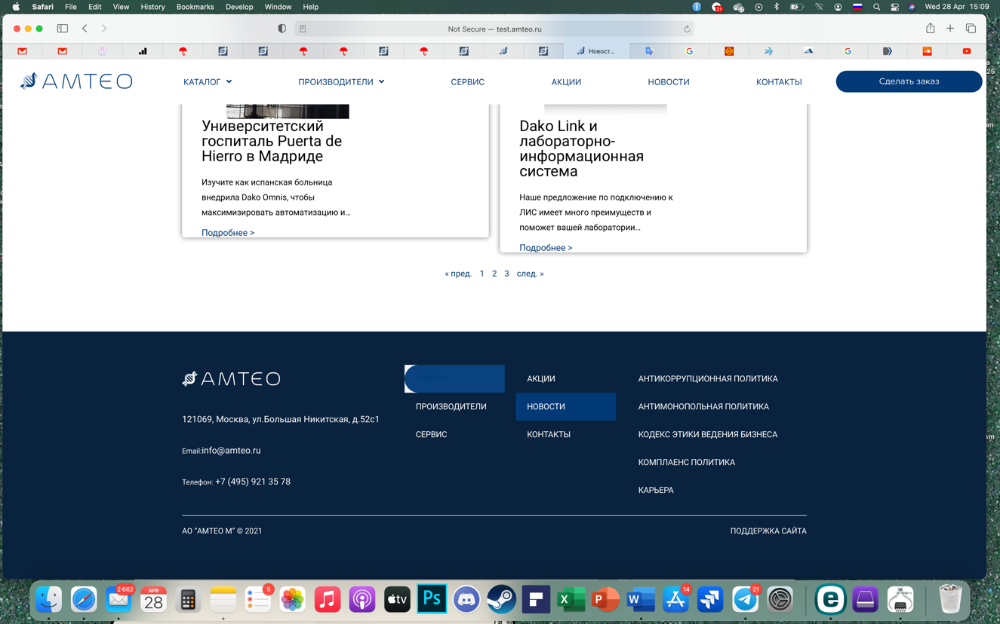 Safari File Edit View History Bookmarks Develop Window Help 21 Wed 28 Apr 15:09
Not Secure — test.amteo.ru
Новост...
АМТЕО КАТАЛОГ ПРОИЗВОДИТЕЛИ СЕРВИС АКЦИИ НОВОСТИ КОНТАКТЫ Сделать заказ
Университетский
госпиталь Puerta de
Hierro в Мадриде
Изучите как испанская больница
внедрила Dako Omnis, чтобы
максимизировать автоматизацию и...
Подробнее >
Dako Link и
лабораторно-
информационная
система
Наше предложение по подключению к
ЛИС имеет много преимуществ и
поможет вашей лаборатории...
Подробнее >
« пред. 1 2 3 след. »
АМТЕО
121069, Москва, ул.Большая Никитская, д.52с1
Email:info@amteo.ru
Телефон: +7 (495) 921 35 78
ТОВАРЫ
ПРОИЗВОДИТЕЛИ
СЕРВИС
АКЦИИ
НОВОСТИ
КОНТАКТЫ
АНТИКОРРУПЦИОННАЯ ПОЛИТИКА
АНТИМОНОПОЛЬНАЯ ПОЛИТИКА
КОДЕКС ЭТИКИ ВЕДЕНИЯ БИЗНЕСА
КОМПЛАЕНС ПОЛИТИКА
КАРЬЕРА
АО “АМТЕО М” © 2021 ПОДДЕРЖКА САЙТА
2 662 APR 28 5 tv Ps X P W 14 21 e